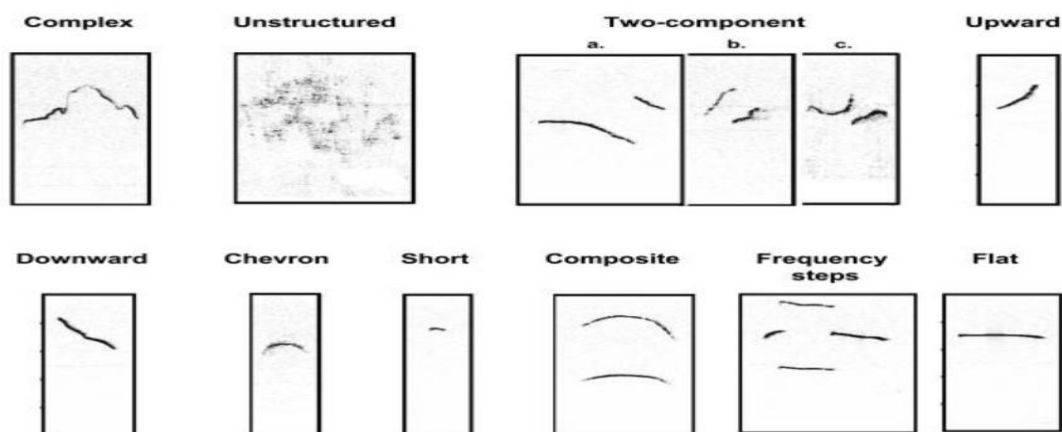 Complex Unstructured Two-component Upward
a. b. c.
Downward Chevron Short Composite Frequency steps Flat